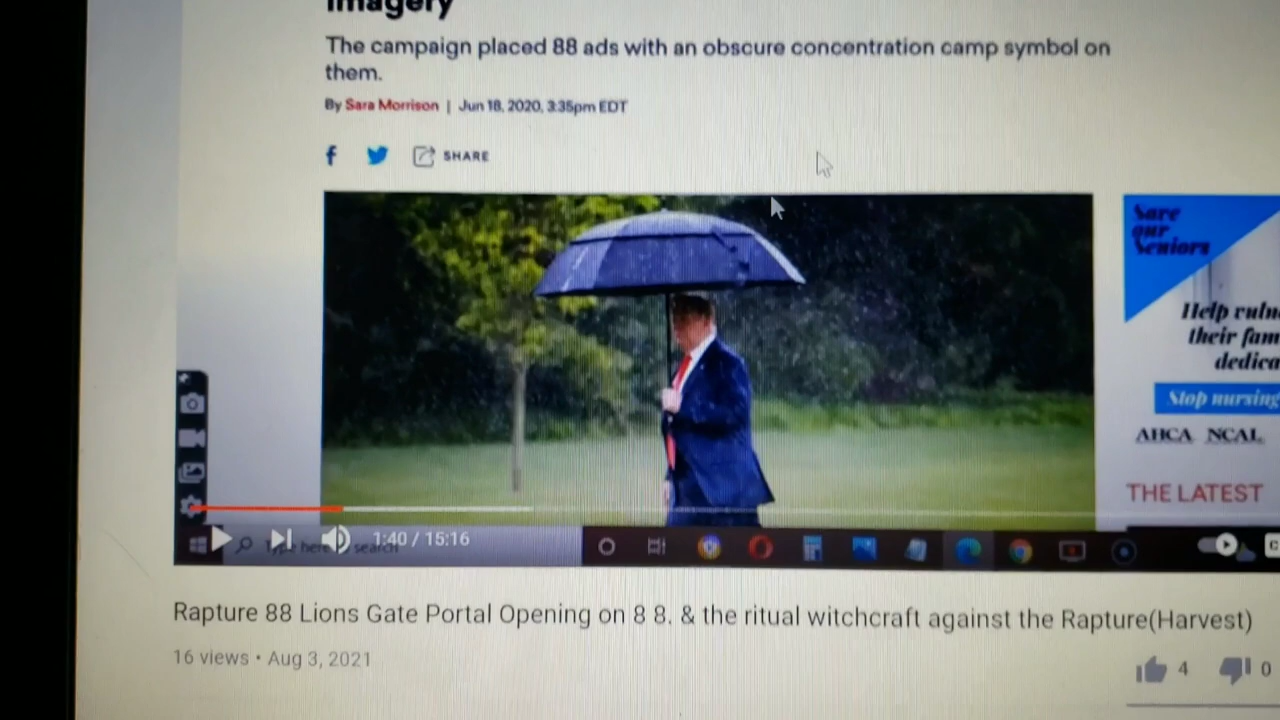 Imagery
The campaign placed 88 ads with an obscure concentration camp symbol on
them.
By Sara Morrison | Jun 18, 2020, 3:35pm EDT
SHARE
Save
our
Seniors
Help
their fam
dedica
Stop nursing
AHCA NCAL
THE LATEST
Type here search
1:40 / 15:16
Rapture 88 Lions Gate Portal Opening on 8 8. & the ritual witchcraft against the Rapture(Harvest)
16 views • Aug 3, 2021
4
0